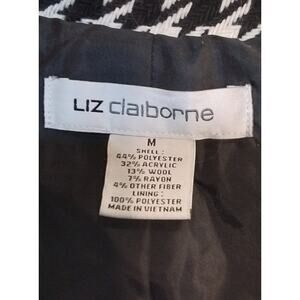 LIZ claiborne
M
SHELL:
44% POLYESTER
32% ACRYLIC
13% WOOL
7% RAYON
4% OTHER FIBER
LINING:
100% POLYESTER
MADE IN VIETNAM